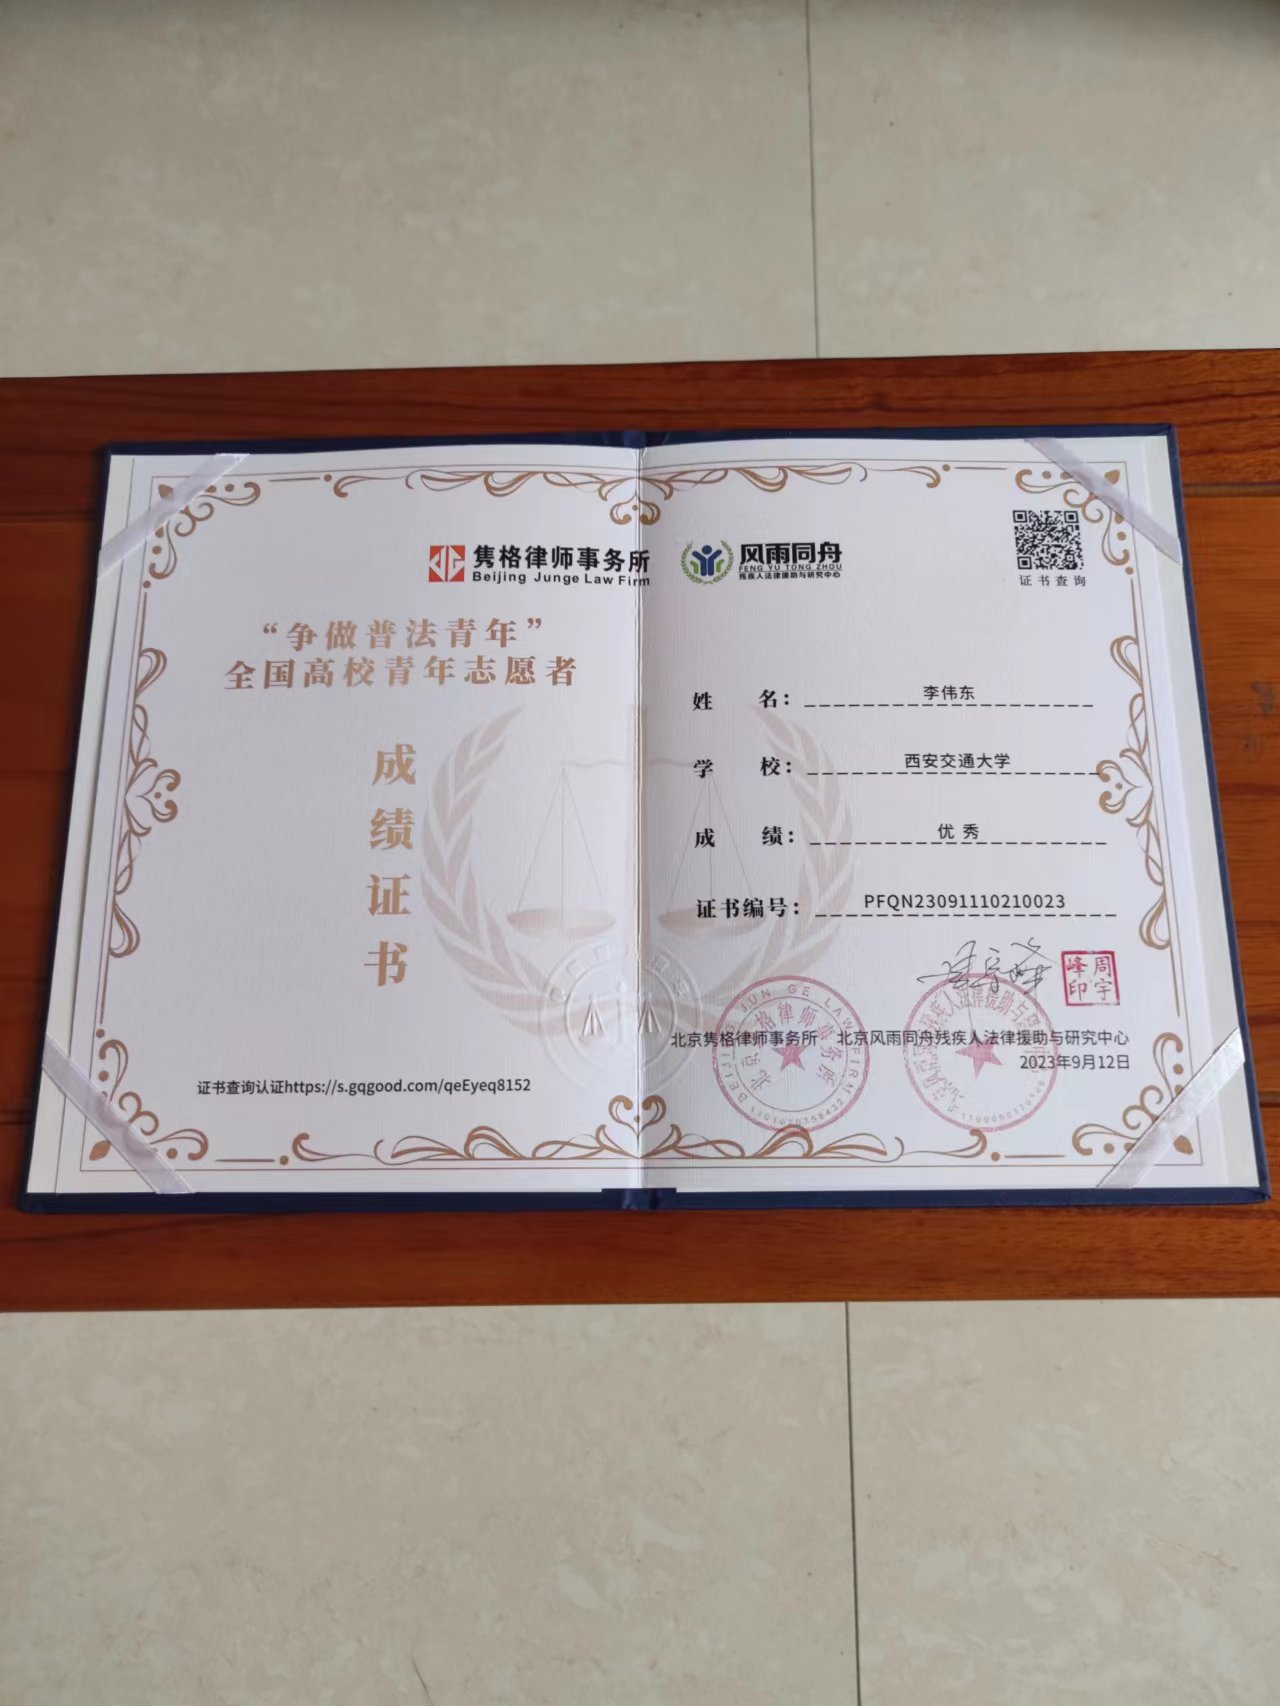 隽格律师事务所
Beijing Junge Law Firm
“争做普法青年”
全国高校青年志愿者
成
绩
证
书
证书查询认证https://s.gqgood.com/qeEyeq8152
风雨同舟
FENG YU TONG ZHOU
残疾人法律援助与研究中心
证书查询
姓 名： 李伟东
学 校： 西安交通大学
成 绩： 优 秀
证书编号： PFQN23091110210023
周宇峰印
北京隽格律师事务所 北京风雨同舟残疾人法律援助与研究中心
2023年9月12日